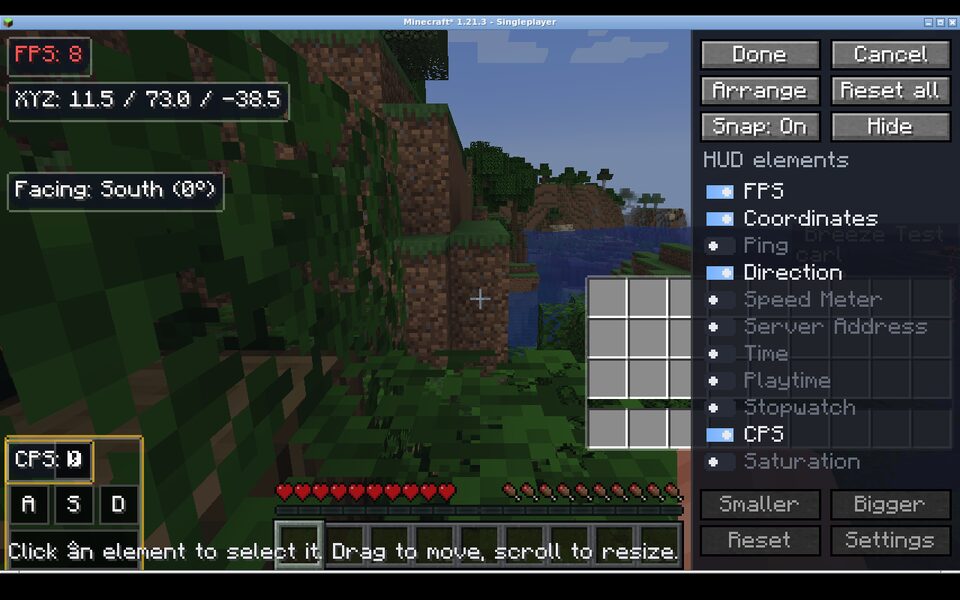 Minecraft* 1.21.3 - Singleplayer
FPS: 8
XYZ: 11.5 / 73.0 / -38.5
Facing: South (0°)
CPS: 0
A S D
Click an element to select it. Drag to move, scroll to resize.
Done Cancel
Arrange Reset all
Snap: On Hide
HUD elements
FPS
Coordinates
Ping
Direction
Speed Meter
Server Address
Time
Playtime
Stopwatch
CPS
Saturation
Smaller Bigger
Reset Settings